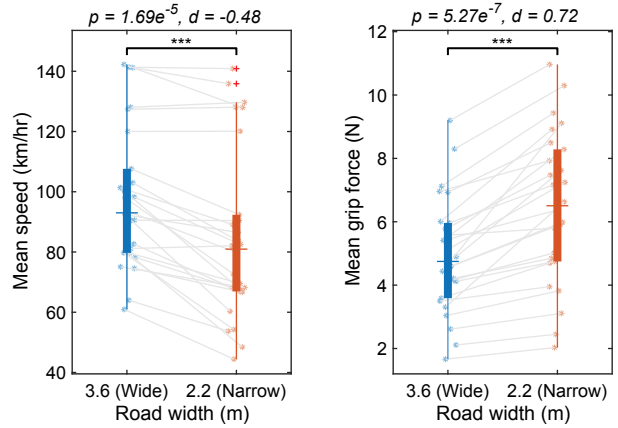 p = 1.69e⁻⁵, d = -0.48
***
Mean speed (km/hr)
140
120
100
80
60
40
3.6 (Wide) 2.2 (Narrow)
Road width (m)
p = 5.27e⁻⁷, d = 0.72
***
Mean grip force (N)
12
10
8
6
4
2
3.6 (Wide) 2.2 (Narrow)
Road width (m)